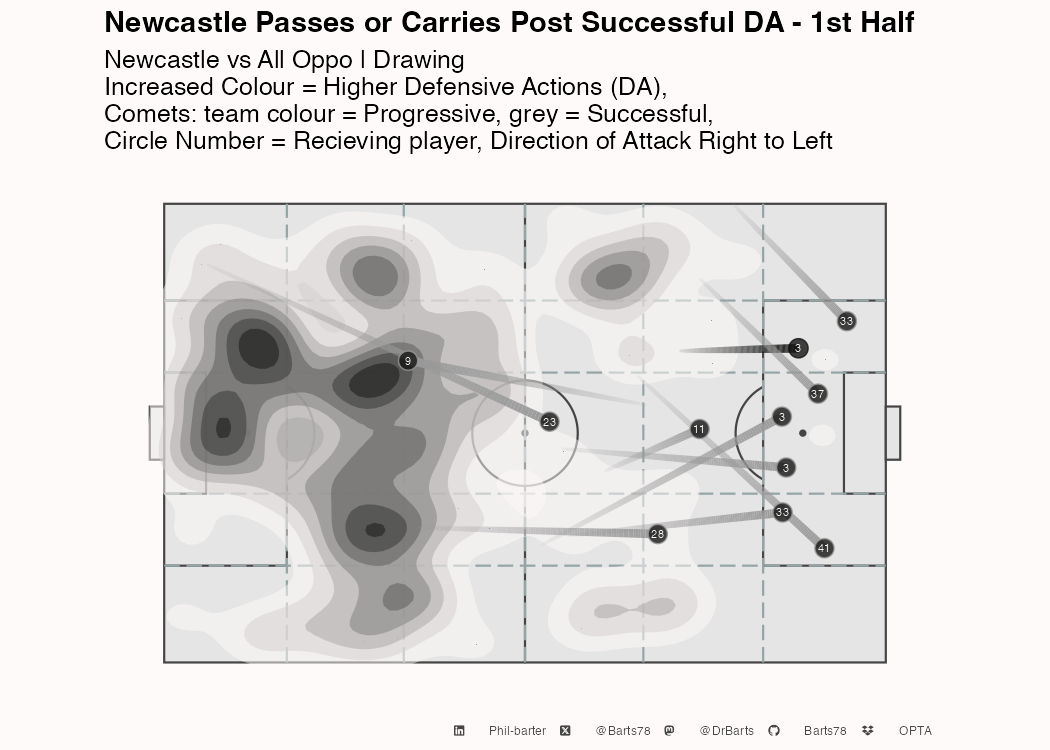 Newcastle Passes or Carries Post Successful DA - 1st Half
Newcastle vs All Oppo | Drawing
Increased Colour = Higher Defensive Actions (DA),
Comets: team colour = Progressive, grey = Successful,
Circle Number = Recieving player, Direction of Attack Right to Left
33
3
9
37
3
23
11
3
33
28
41
Phil-barter @Barts78 @DrBarts Barts78 OPTA